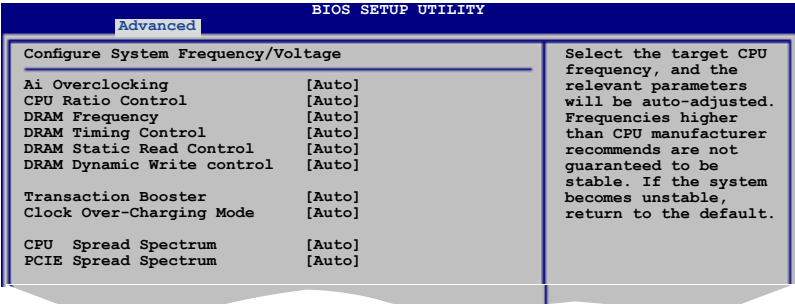 BIOS SETUP UTILITY
Advanced
Configure System Frequency/Voltage
Ai Overclocking [Auto]
CPU Ratio Control [Auto]
DRAM Frequency [Auto]
DRAM Timing Control [Auto]
DRAM Static Read Control [Auto]
DRAM Dynamic Write control [Auto]
Transaction Booster [Auto]
Clock Over-Charging Mode [Auto]
CPU Spread Spectrum [Auto]
PCIE Spread Spectrum [Auto]
Select the target CPU
frequency, and the
relevant parameters
will be auto-adjusted.
Frequencies higher
than CPU manufacturer
recommends are not
guaranteed to be
stable. If the system
becomes unstable,
return to the default.